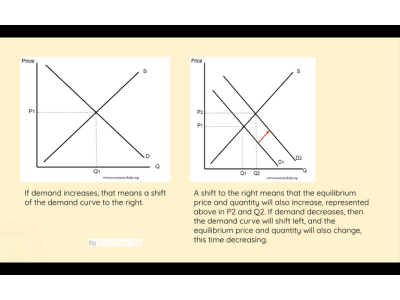 Price
S
P1
D
Q1
Q
www.economicshelp.org
If demand increases, that means a shift
of the demand curve to the right.
Price
S
P2
P1
D2
D1
Q1
Q2
Q
www.economicshelp.org
A shift to the right means that the equilibrium
price and quantity will also increase, represented
above in P2 and Q2. If demand decreases, then
the demand curve will shift left, and the
equilibrium price and quantity will also change,
this time decreasing.
by